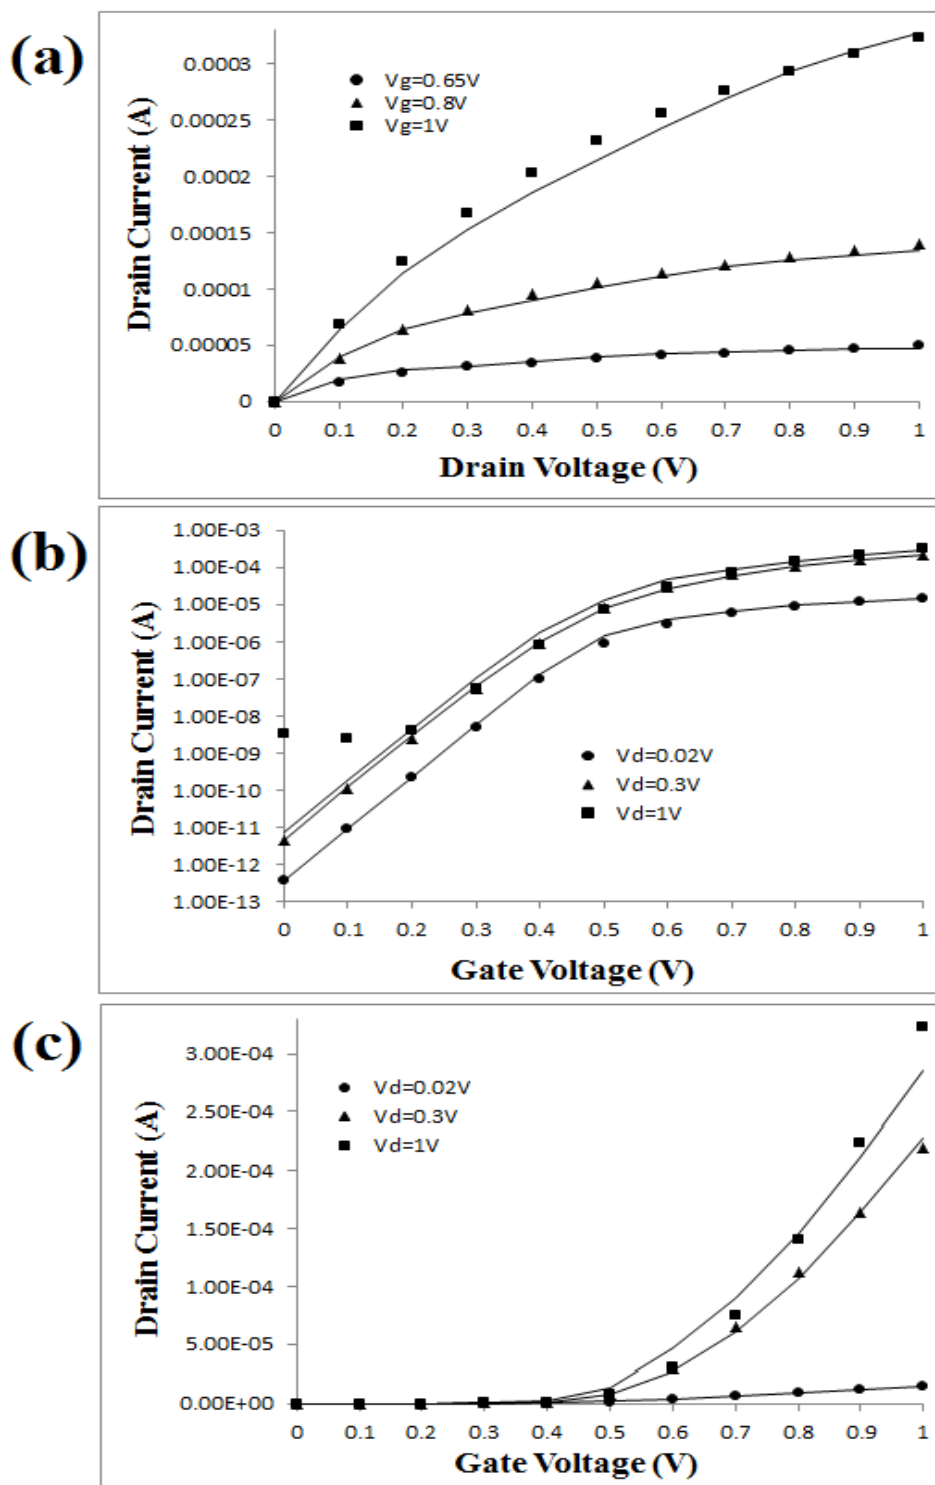 (a)
Drain Current (A)
0.0003
0.00025
0.0002
0.00015
0.0001
0.00005
0
Vg=0.65V
Vg=0.8V
Vg=1V
0 0.1 0.2 0.3 0.4 0.5 0.6 0.7 0.8 0.9 1
Drain Voltage (V)
(b)
Drain Current (A)
1.00E-03
1.00E-04
1.00E-05
1.00E-06
1.00E-07
1.00E-08
1.00E-09
1.00E-10
1.00E-11
1.00E-12
1.00E-13
Vd=0.02V
Vd=0.3V
Vd=1V
0 0.1 0.2 0.3 0.4 0.5 0.6 0.7 0.8 0.9 1
Gate Voltage (V)
(c)
Drain Current (A)
3.00E-04
2.50E-04
2.00E-04
1.50E-04
1.00E-04
5.00E-05
0.00E+00
Vd=0.02V
Vd=0.3V
Vd=1V
0 0.1 0.2 0.3 0.4 0.5 0.6 0.7 0.8 0.9 1
Gate Voltage (V)